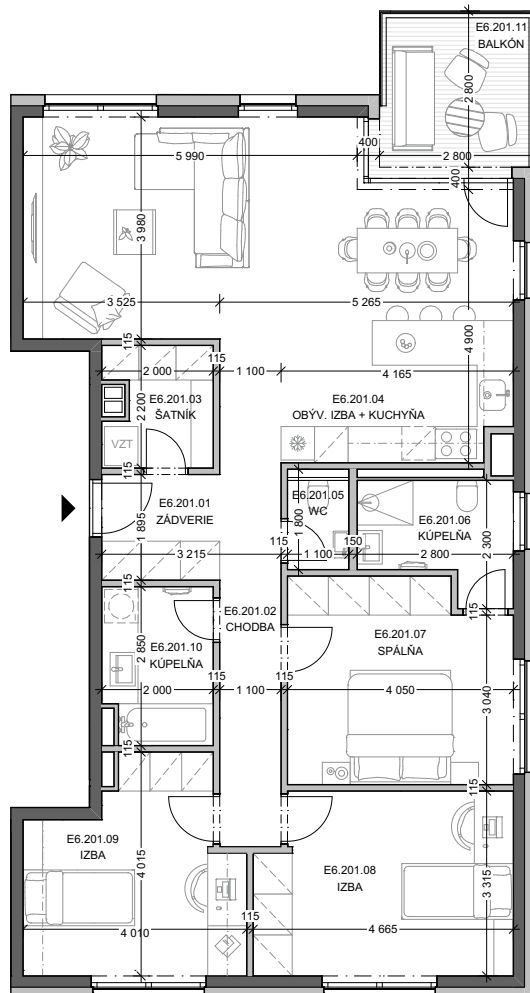 E6.201.11
BALKÓN
2 800
5 990
400
2 800
400
3 980
3 525
5 265
115
115
4 900
2 000
1 100
4 165
E6.201.03
ŠATNÍK
2 200
E6.201.04
OBÝV. IZBA + KUCHYŇA
VZT
115
E6.201.01
ZÁDVERIE
E6.201.05
WC
1 800
E6.201.06
KÚPEĽŇA
1 895
3 215
115
1 100
150
2 800
2 300
115
E6.201.02
CHODBA
115
E6.201.07
SPÁLŇA
2 850
E6.201.10
KÚPEĽŇA
115
115
2 000
1 100
4 050
3 040
115
115
E6.201.09
IZBA
4 015
E6.201.08
IZBA
3 315
115
4 010
4 665